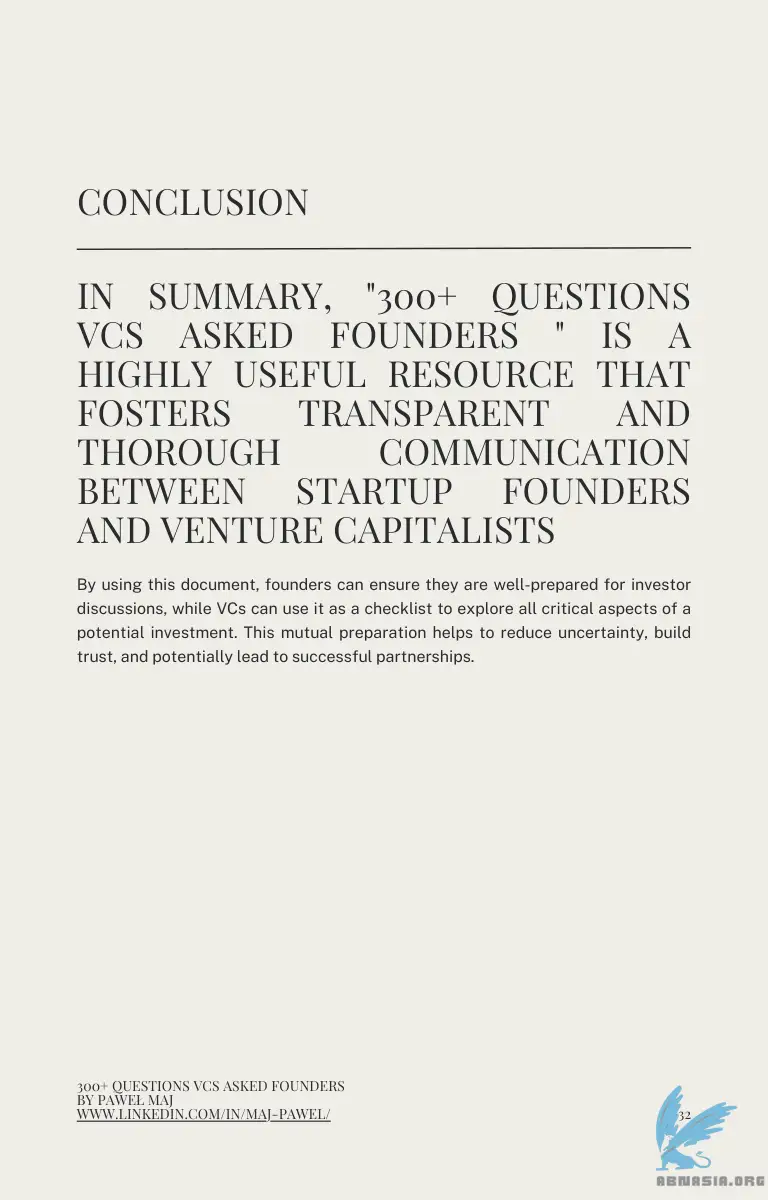 CONCLUSION
IN SUMMARY, "300+ QUESTIONS
VCS ASKED FOUNDERS " IS A
HIGHLY USEFUL RESOURCE THAT
FOSTERS TRANSPARENT AND
THOROUGH COMMUNICATION
BETWEEN STARTUP FOUNDERS
AND VENTURE CAPITALISTS
By using this document, founders can ensure they are well-prepared for investor
discussions, while VCs can use it as a checklist to explore all critical aspects of a
potential investment. This mutual preparation helps to reduce uncertainty, build
trust, and potentially lead to successful partnerships.
300+ QUESTIONS VCS ASKED FOUNDERS
BY PAWEŁ MAJ
WWW.LINKEDIN.COM/IN/MAJ-PAWEL/
32
ABNASIA.ORG